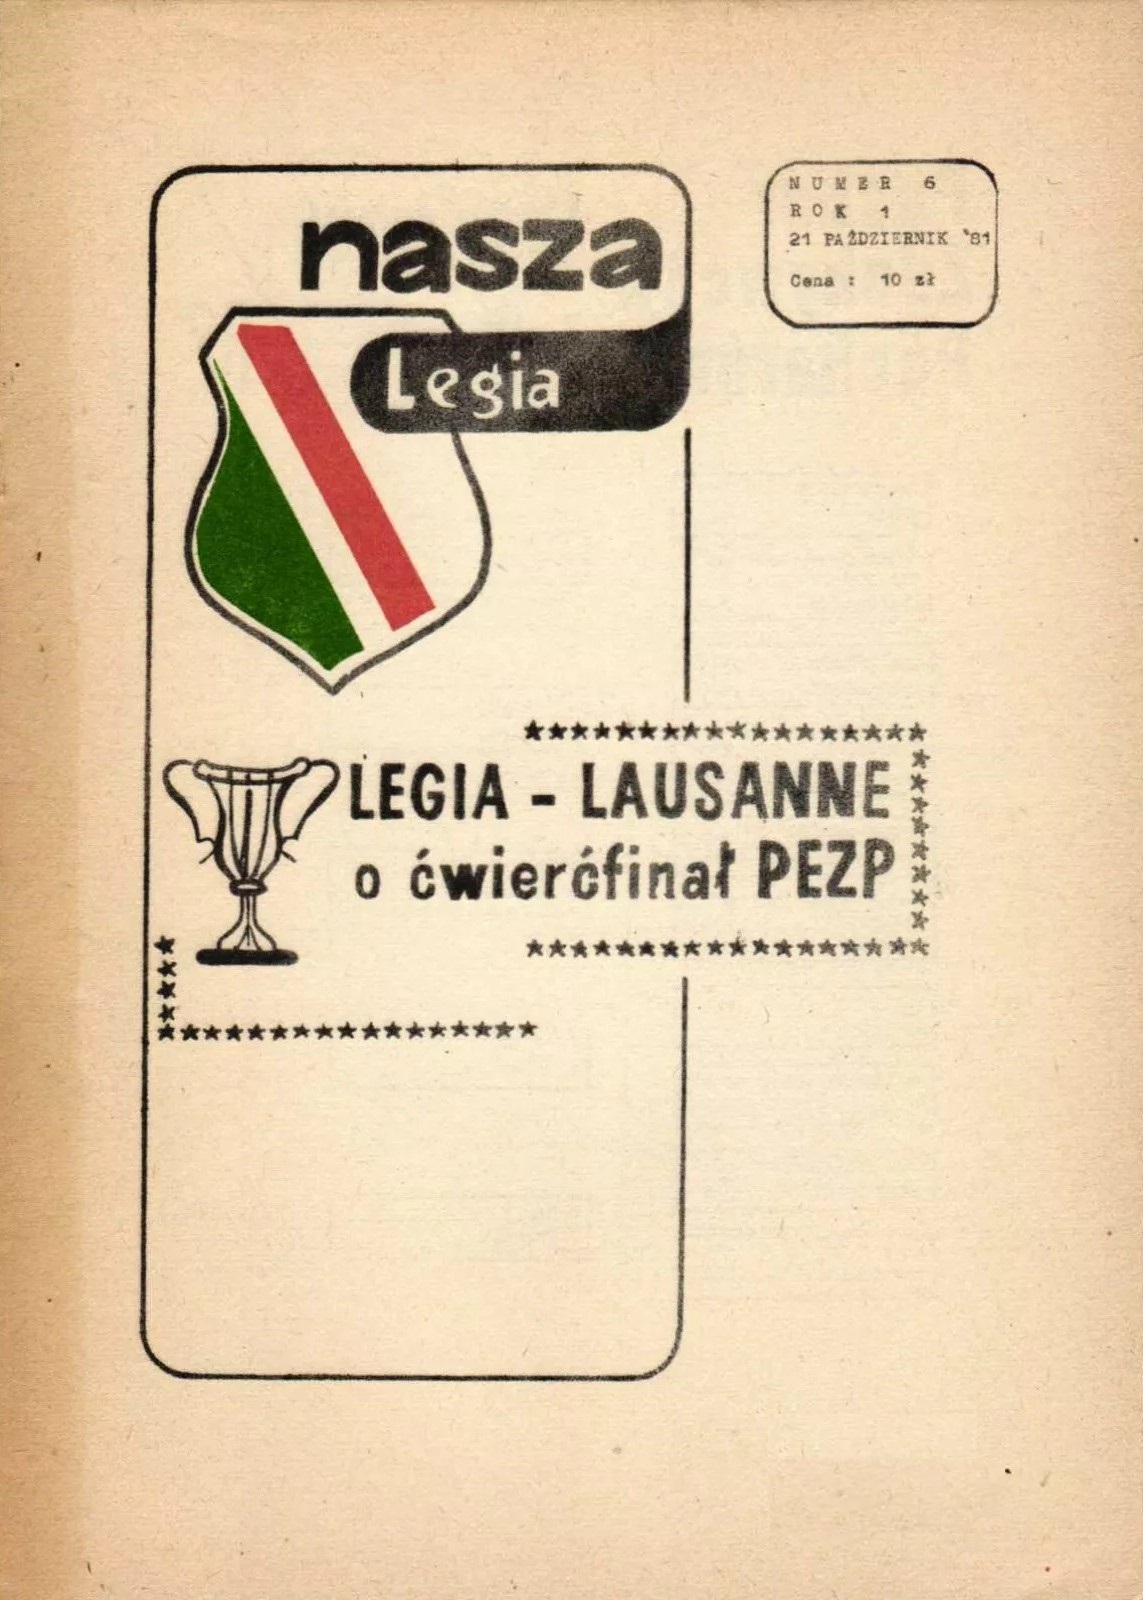 nasza
Legia
NUMER 6
ROK 1
21 PAŹDZIERNIK '81
Cena : 10 zł
LEGIA - LAUSANNE
o ćwierćfinał PEZP